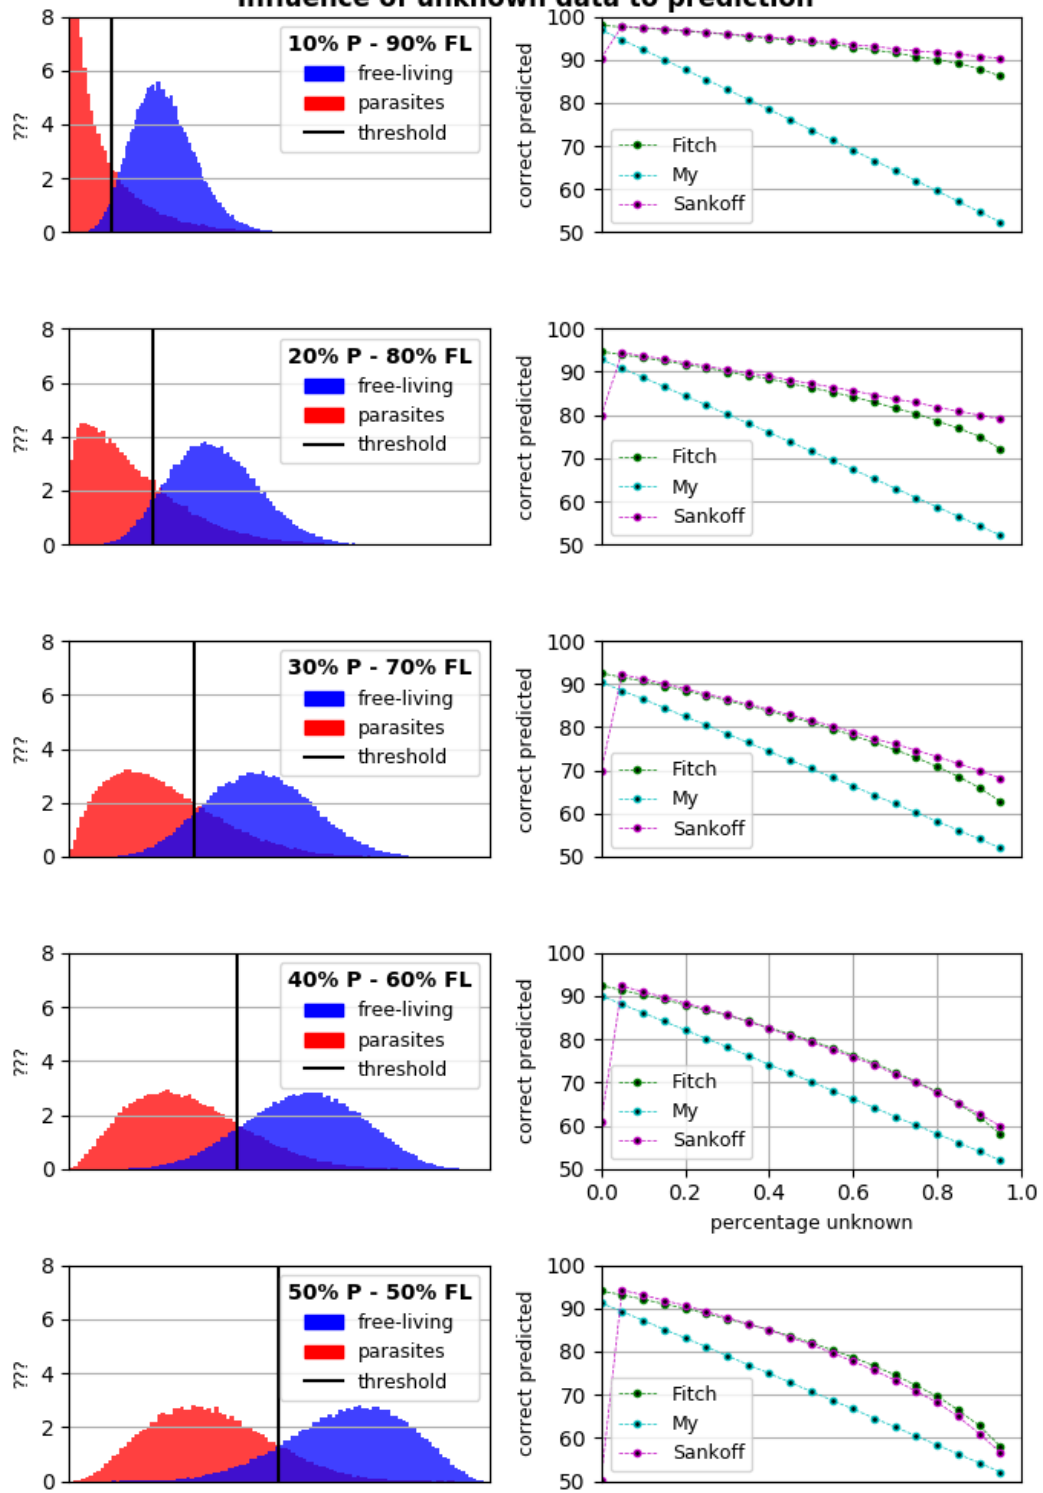 Influence of unknown data to prediction
8
6
4
2
0
???
10% P - 90% FL
free-living
parasites
threshold
100
90
80
70
60
50
correct predicted
Fitch
My
Sankoff
8
6
4
2
0
???
20% P - 80% FL
free-living
parasites
threshold
100
90
80
70
60
50
correct predicted
Fitch
My
Sankoff
8
6
4
2
0
???
30% P - 70% FL
free-living
parasites
threshold
100
90
80
70
60
50
correct predicted
Fitch
My
Sankoff
8
6
4
2
0
???
40% P - 60% FL
free-living
parasites
threshold
100
90
80
70
60
50
correct predicted
Fitch
My
Sankoff
0.0 0.2 0.4 0.6 0.8 1.0
percentage unknown
8
6
4
2
0
???
50% P - 50% FL
free-living
parasites
threshold
100
90
80
70
60
50
correct predicted
Fitch
My
Sankoff